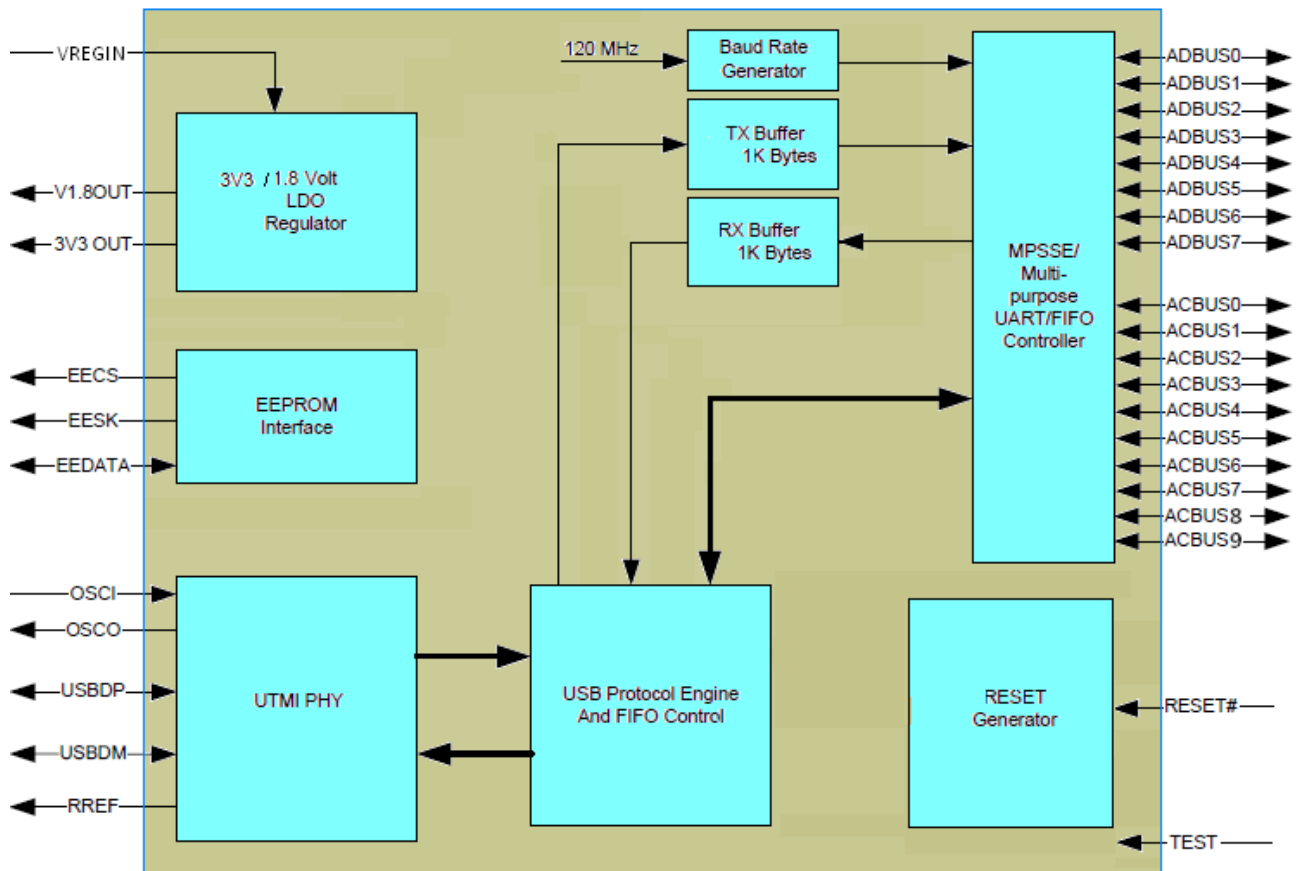 VREGIN
3V3 / 1.8 Volt
LDO
Regulator
V1.8OUT
3V3 OUT
EECS
EESK
EEDATA
EEPROM
Interface
OSCI
OSCO
USBDP
USBDM
RREF
UTMI PHY
120 MHz
Baud Rate
Generator
TX Buffer
1K Bytes
RX Buffer
1K Bytes
USB Protocol Engine
And FIFO Control
MPSSE/
Multi-
purpose
UART/FIFO
Controller
RESET
Generator
ADBUS0
ADBUS1
ADBUS2
ADBUS3
ADBUS4
ADBUS5
ADBUS6
ADBUS7
ACBUS0
ACBUS1
ACBUS2
ACBUS3
ACBUS4
ACBUS5
ACBUS6
ACBUS7
ACBUS8
ACBUS9
RESET#
TEST